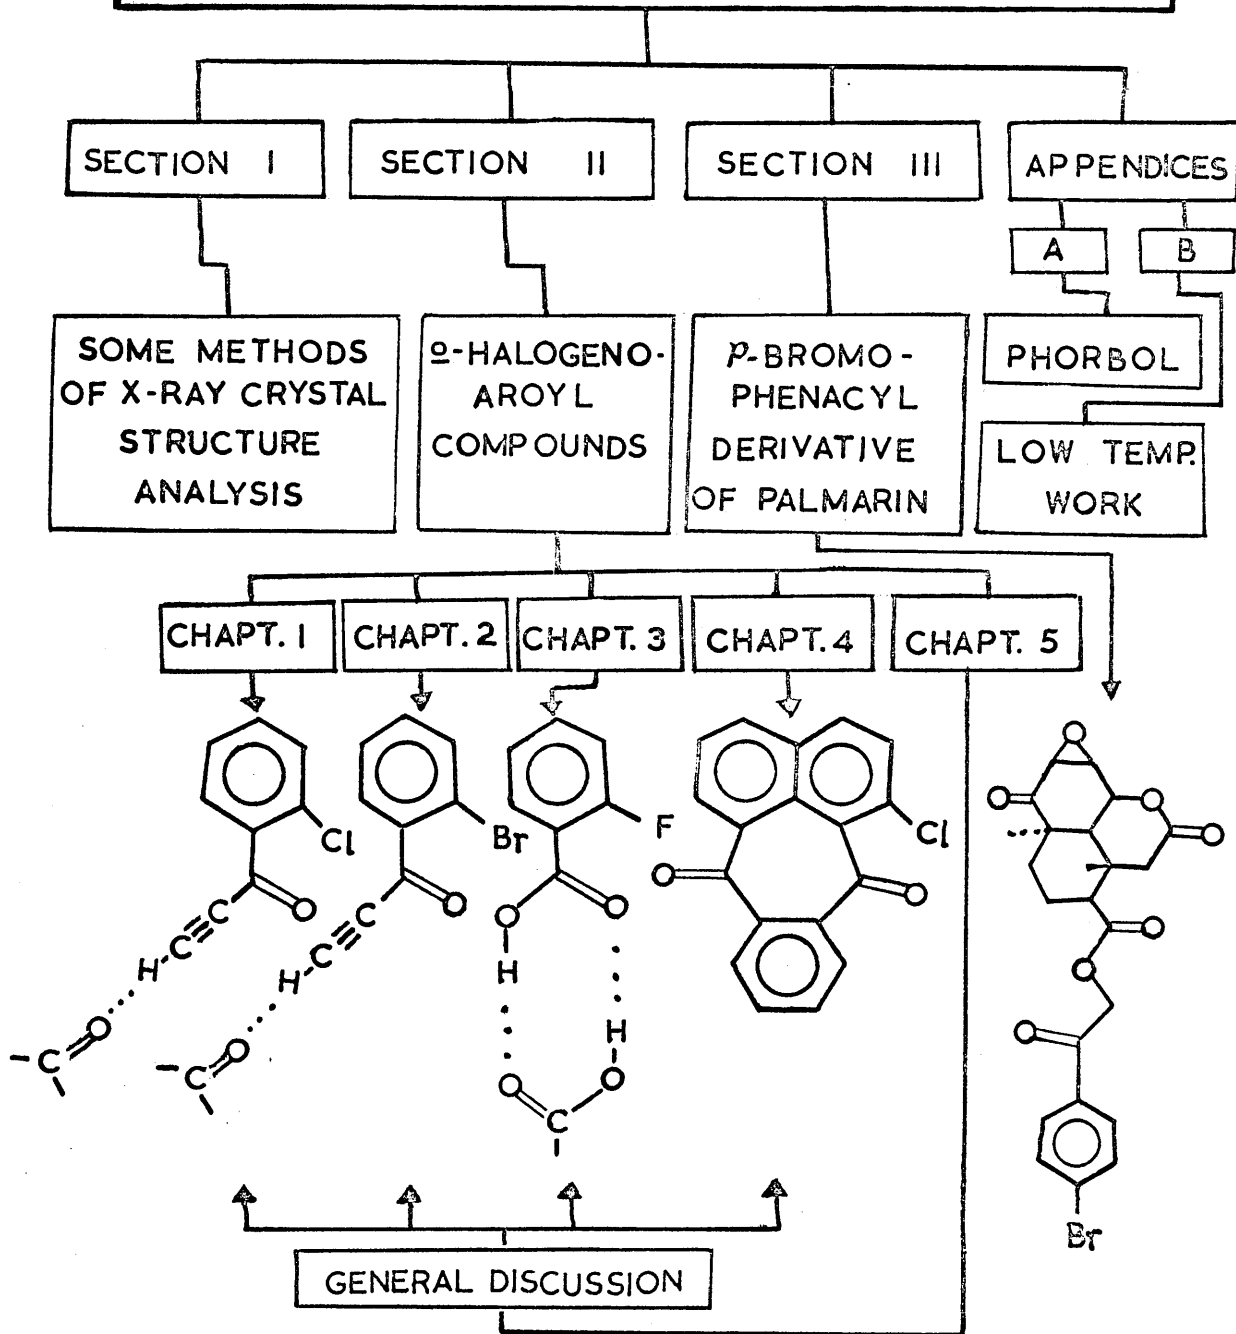 SECTION I
SECTION II
SECTION III
APPENDICES
A
B
SOME METHODS
OF X-RAY CRYSTAL
STRUCTURE
ANALYSIS
o-HALOGENO-
AROYL
COMPOUNDS
p-BROMO-
PHENACYL
DERIVATIVE
OF PALMARIN
PHORBOL
LOW TEMP.
WORK
CHAPT. 1
CHAPT. 2
CHAPT. 3
CHAPT. 4
CHAPT. 5
Cl
O
C
C
H
O
C
Br
O
C
C
H
O
C
F
O
O
H
H
O
O
C
Cl
O
O
O
O
O
O
O
O
O
Br
GENERAL DISCUSSION